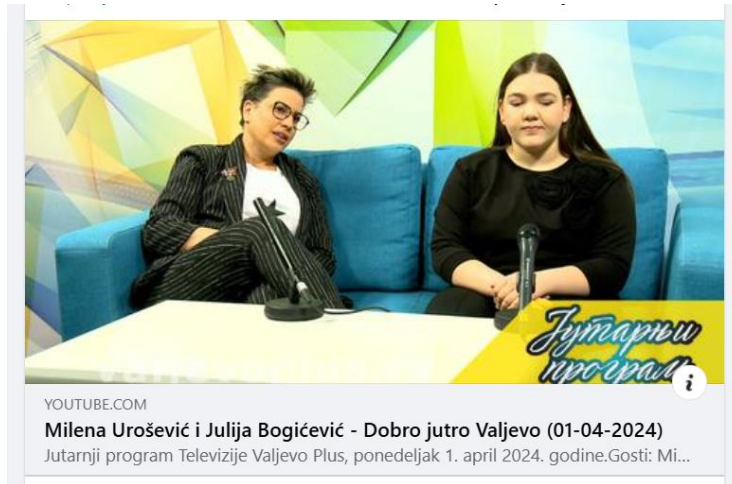 Јутарњи
програм
YOUTUBE.COM
Milena Urošević i Julija Bogićević - Dobro jutro Valjevo (01-04-2024)
Jutarnji program Televizije Valjevo Plus, ponedeljak 1. april 2024. godine.Gosti: Mi...